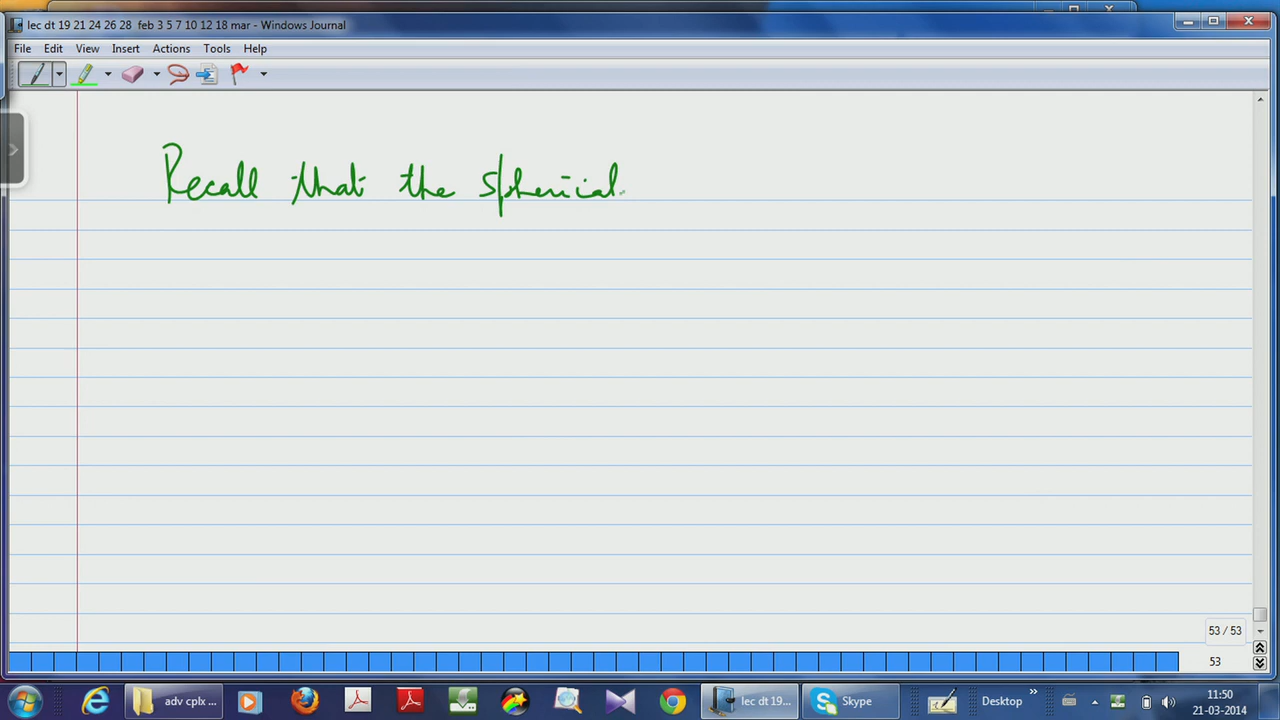 lec dt 19 21 24 26 28 feb 3 5 7 10 12 18 mar - Windows Journal
File Edit View Insert Actions Tools Help
Recall that the spherical
53 / 53
53
adv cplx ...
lec dt 19...
Skype
Desktop
11:50
21-03-2014